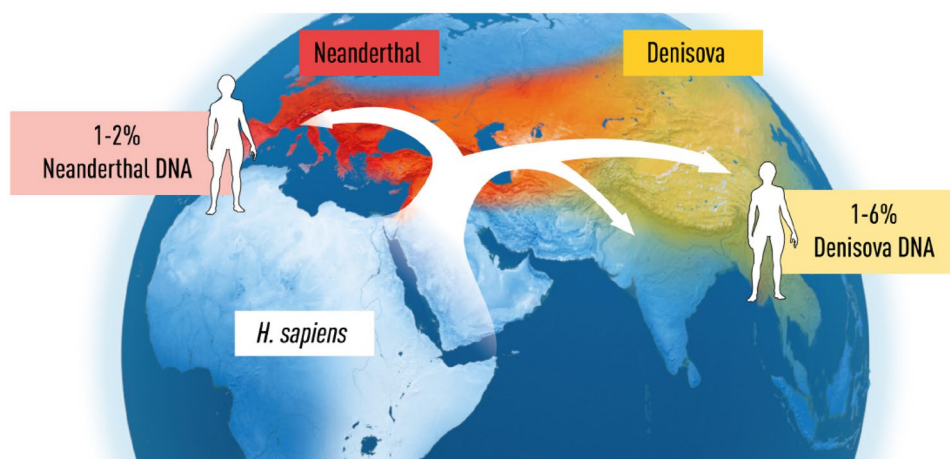 Neanderthal
Denisova
1-2%
Neanderthal DNA
1-6%
Denisova DNA
H. sapiens